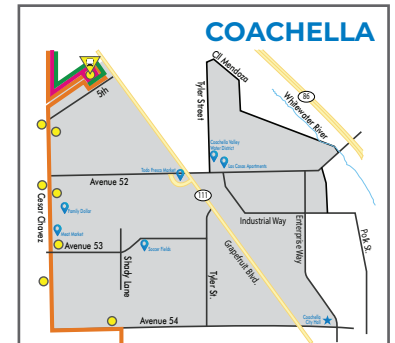 COACHELLA
Cll Mendoza
86
Whitewater River
5th
Tyler Street
Coachella Valley
Water District
Las Casas Apartments
Todo Fresco Market
Avenue 52
111
Cesar Chavez
Family Dollar
Industrial Way
Enterprise Way
Polk St.
Meat Market
Avenue 53
Shady Lane
Soccer Fields
Grapefruit Blvd.
Tyler St.
Coachella
City Hall
Avenue 54